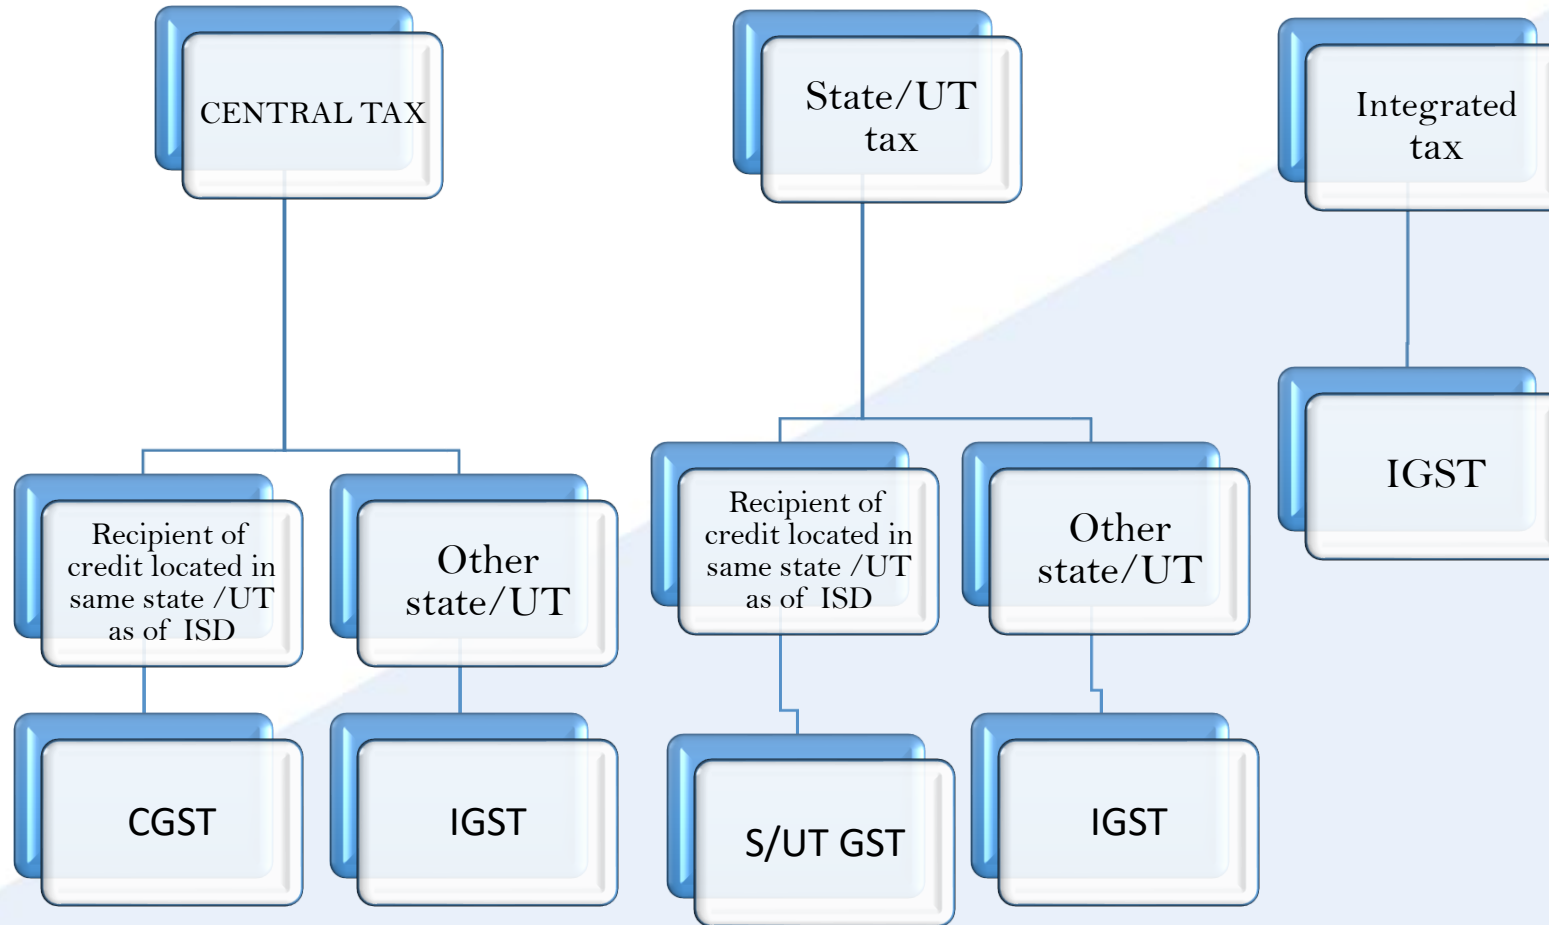 CENTRAL TAX
State/UT
tax
Integrated
tax
Recipient of
credit located in
same state /UT
as of ISD
Other
state/UT
Recipient of
credit located in
same state /UT
as of ISD
Other
state/UT
IGST
CGST
IGST
S/UT GST
IGST